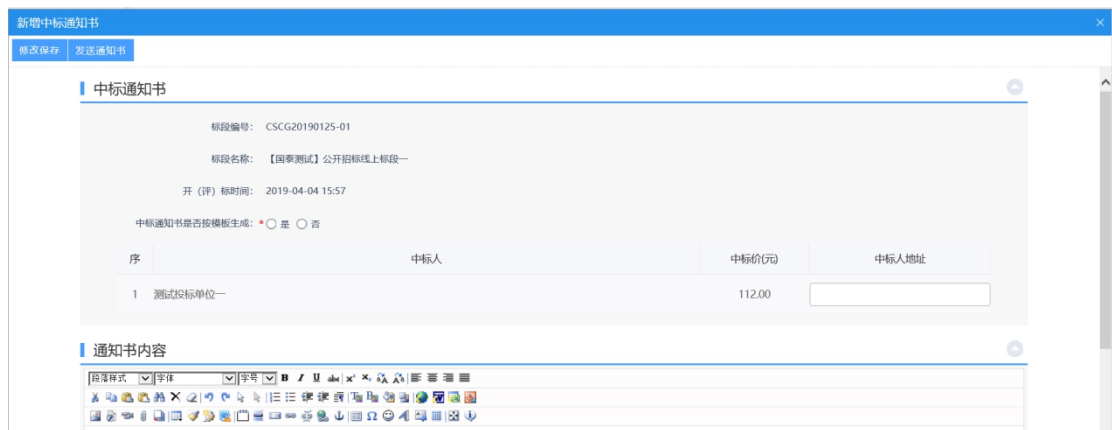 新增中标通知书
修改保存 发送通知书
中标通知书
标段编号： CSCG20190125-01
标段名称： 【国泰测试】公开招标线上标段一
开（评）标时间： 2019-04-04 15:57
中标通知书是否按模板生成：* 是 否
序 中标人 中标价(元) 中标人地址
1 测试投标单位一 112.00
通知书内容
段落样式 字体 字号 B I U abc x² x₂